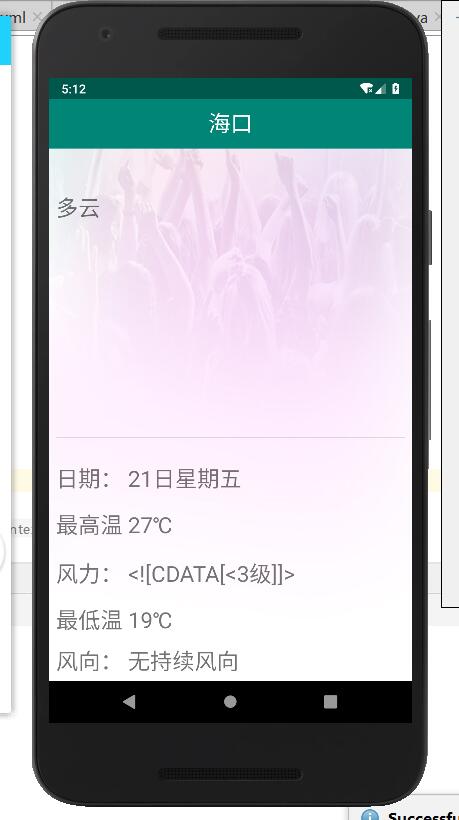 ml
va
5:12
海口
多云
日期： 21日星期五
最高温 27℃
风力： <![CDATA[<3级]]>
最低温 19℃
风向： 无持续风向
nte
Successfu